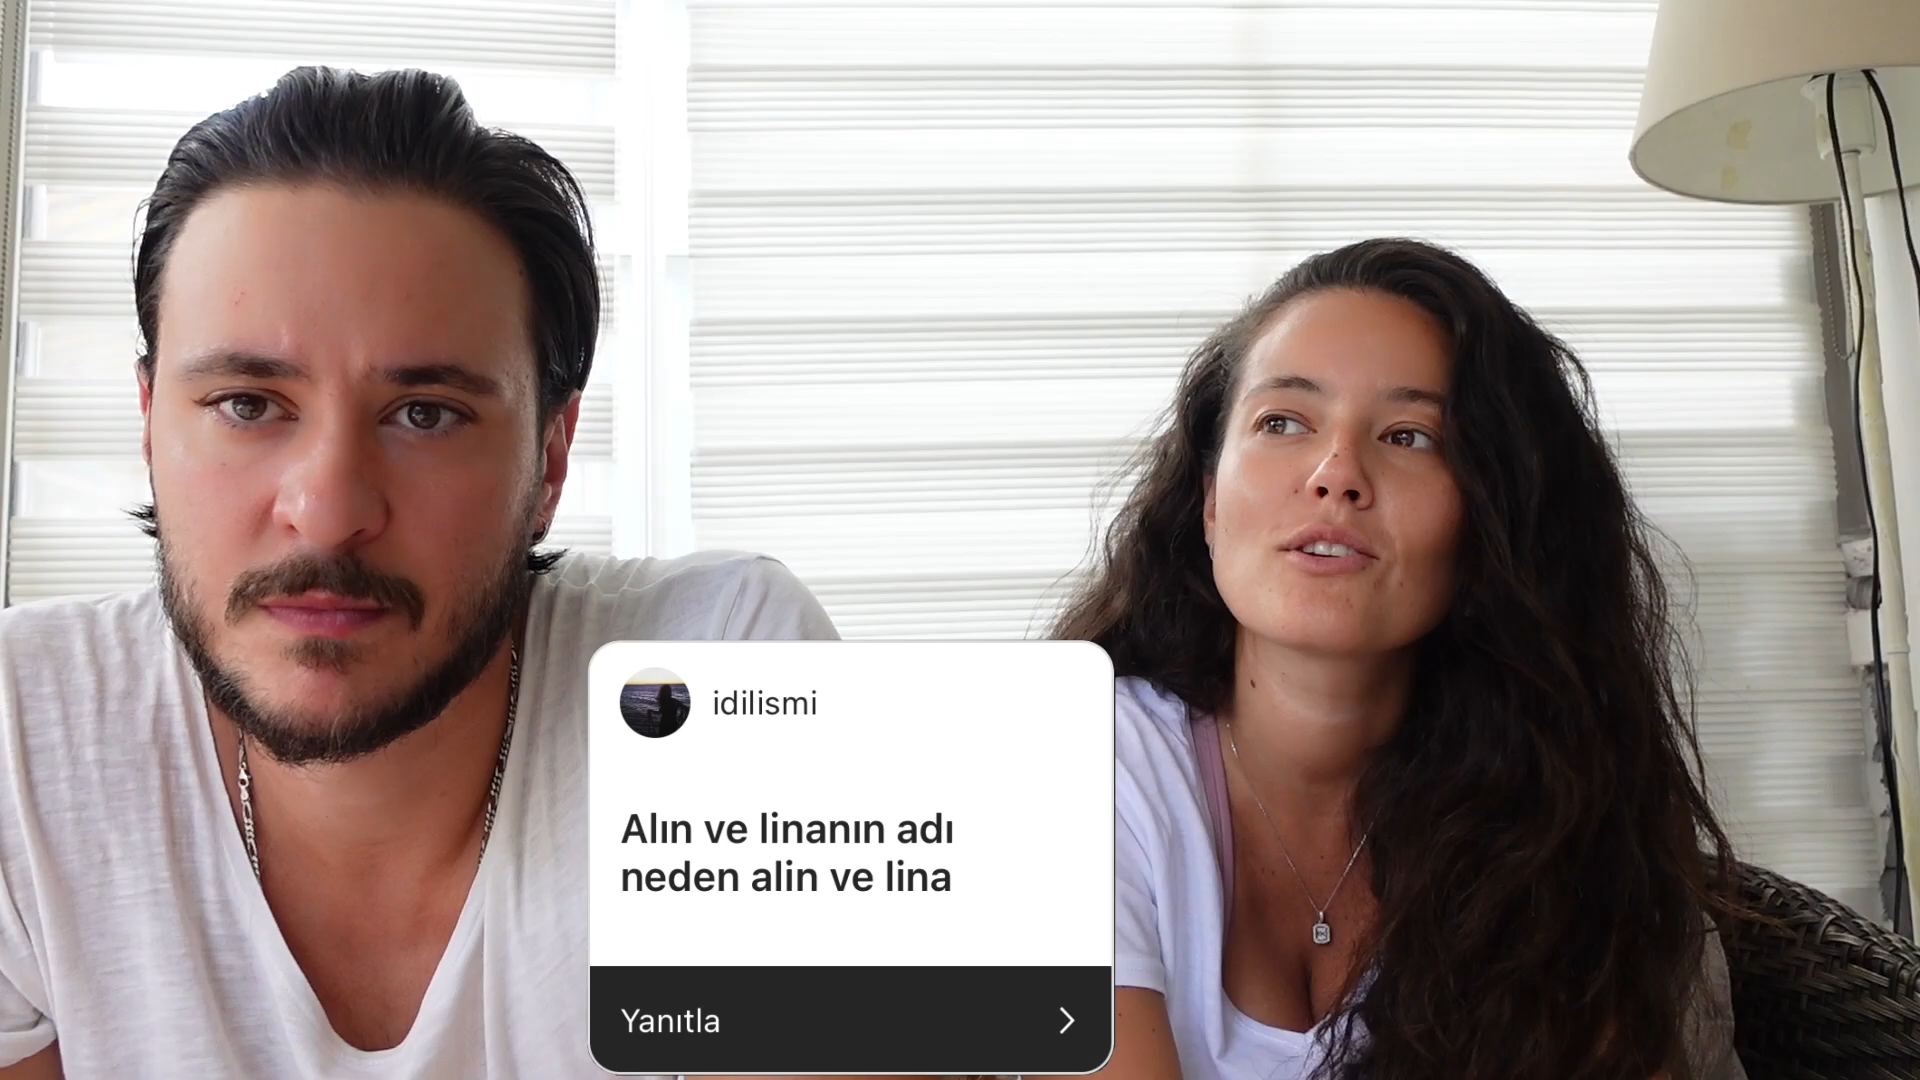 idilismi
Alın ve linanın adı
neden alin ve lina
Yanıtla